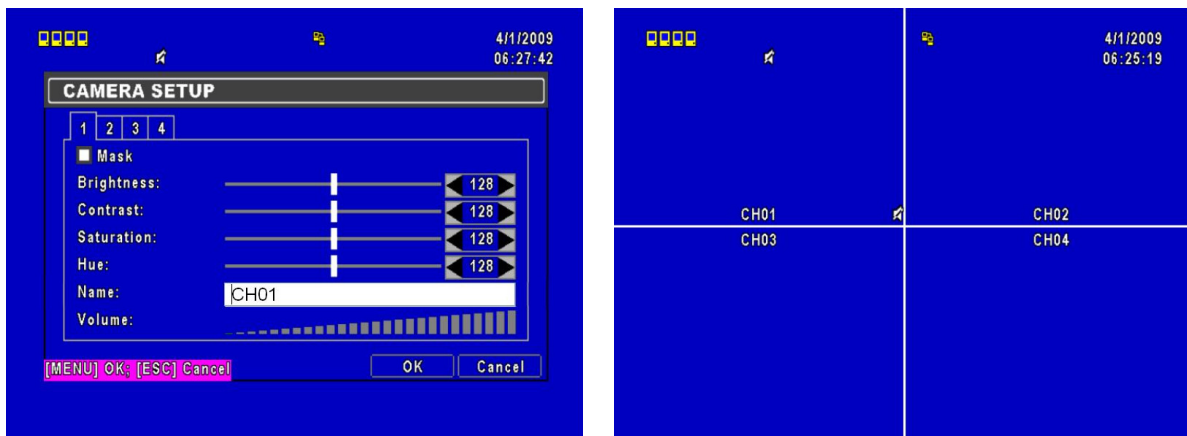 4/1/2009
06:27:42
CAMERA SETUP
1 2 3 4
Mask
Brightness: 128
Contrast: 128
Saturation: 128
Hue: 128
Name: CH01
Volume:
[MENU] OK; [ESC] Cancel
OK Cancel
4/1/2009
06:25:19
CH01 CH02
CH03 CH04